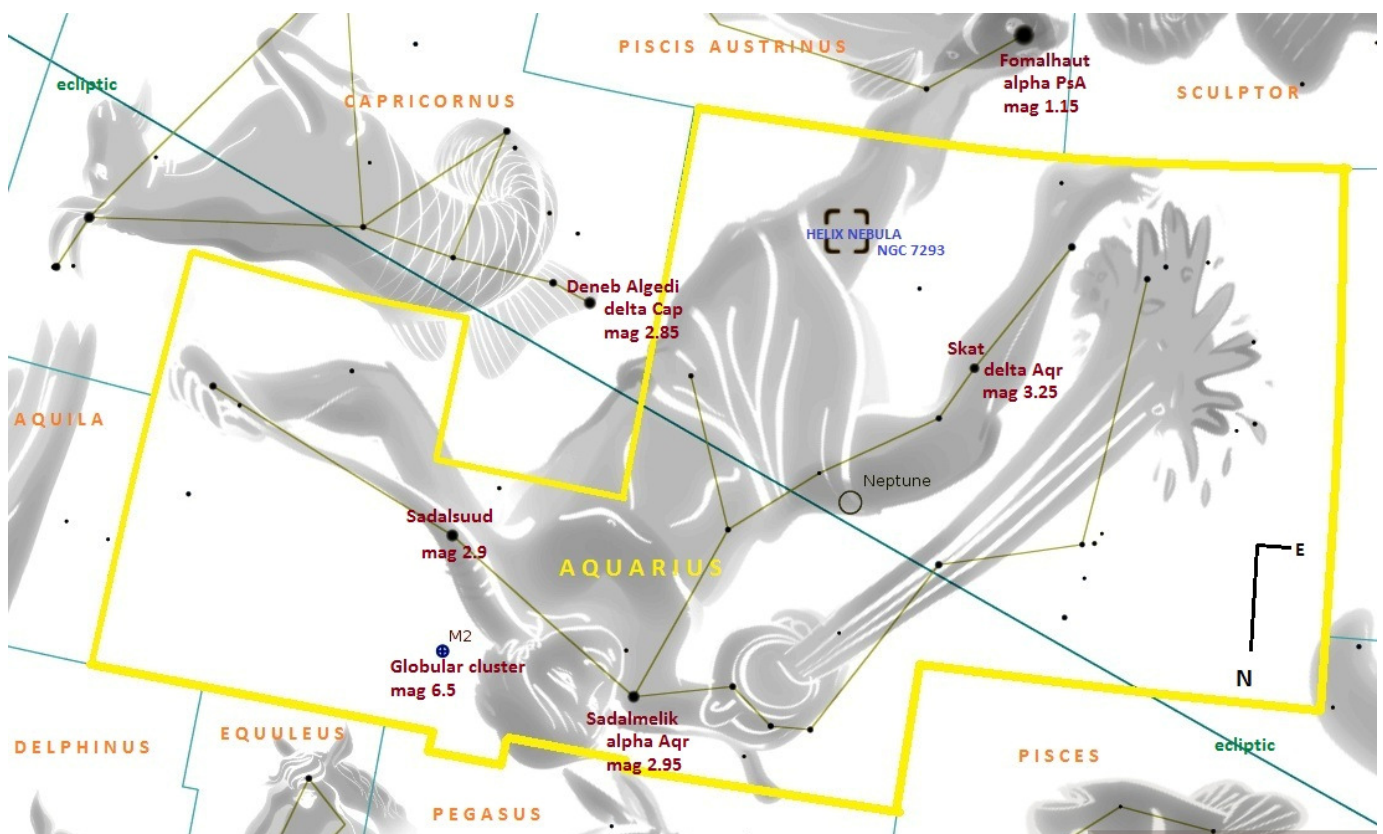 PISCIS AUSTRINUS
Fomalhaut
alpha PsA
mag 1.15
SCULPTOR
ecliptic
CAPRICORNUS
HELIX NEBULA
NGC 7293
Deneb Algedi
delta Cap
mag 2.85
Skat
delta Aqr
mag 3.25
AQUILA
Neptune
Sadalsuud
mag 2.9
AQUARIUS
E
N
M2
Globular cluster
mag 6.5
Sadalmelik
alpha Aqr
mag 2.95
DELPHINUS
EQUULEUS
PEGASUS
PISCES
ecliptic